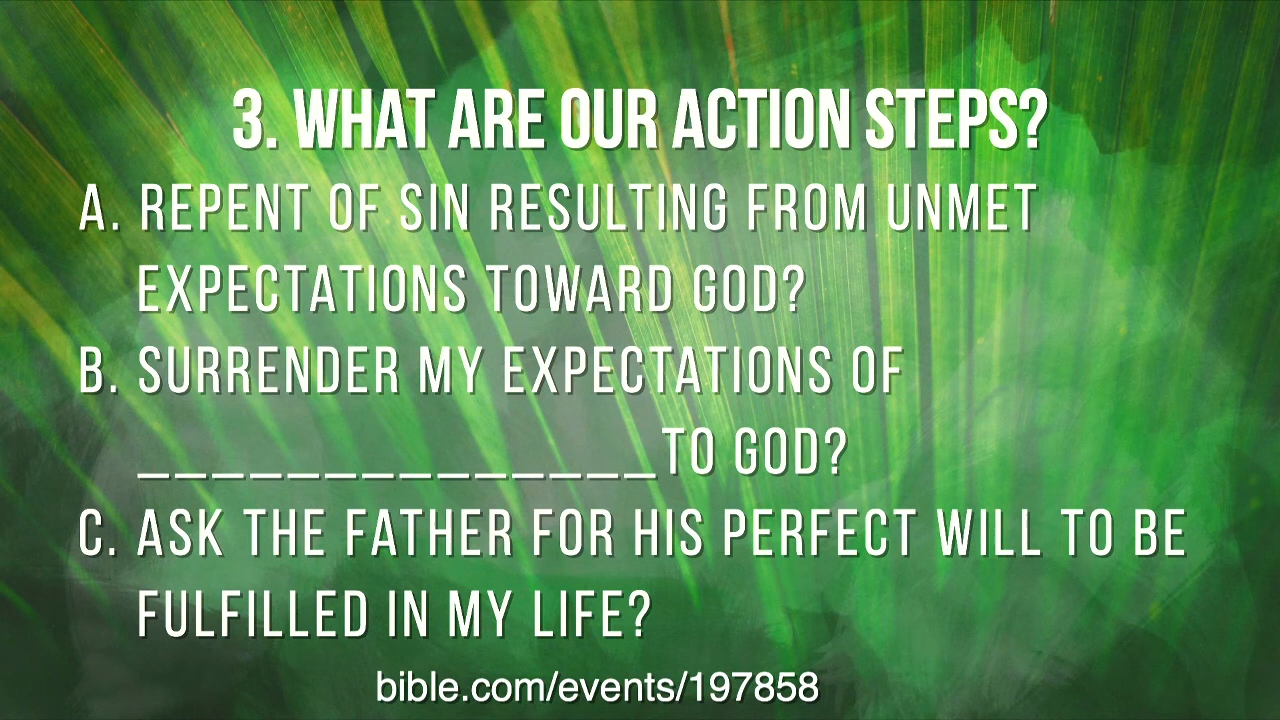 3. WHAT ARE OUR ACTION STEPS?
A. REPENT OF SIN RESULTING FROM UNMET
EXPECTATIONS TOWARD GOD?
B. SURRENDER MY EXPECTATIONS OF
______________TO GOD?
C. ASK THE FATHER FOR HIS PERFECT WILL TO BE
FULFILLED IN MY LIFE?
bible.com/events/197858